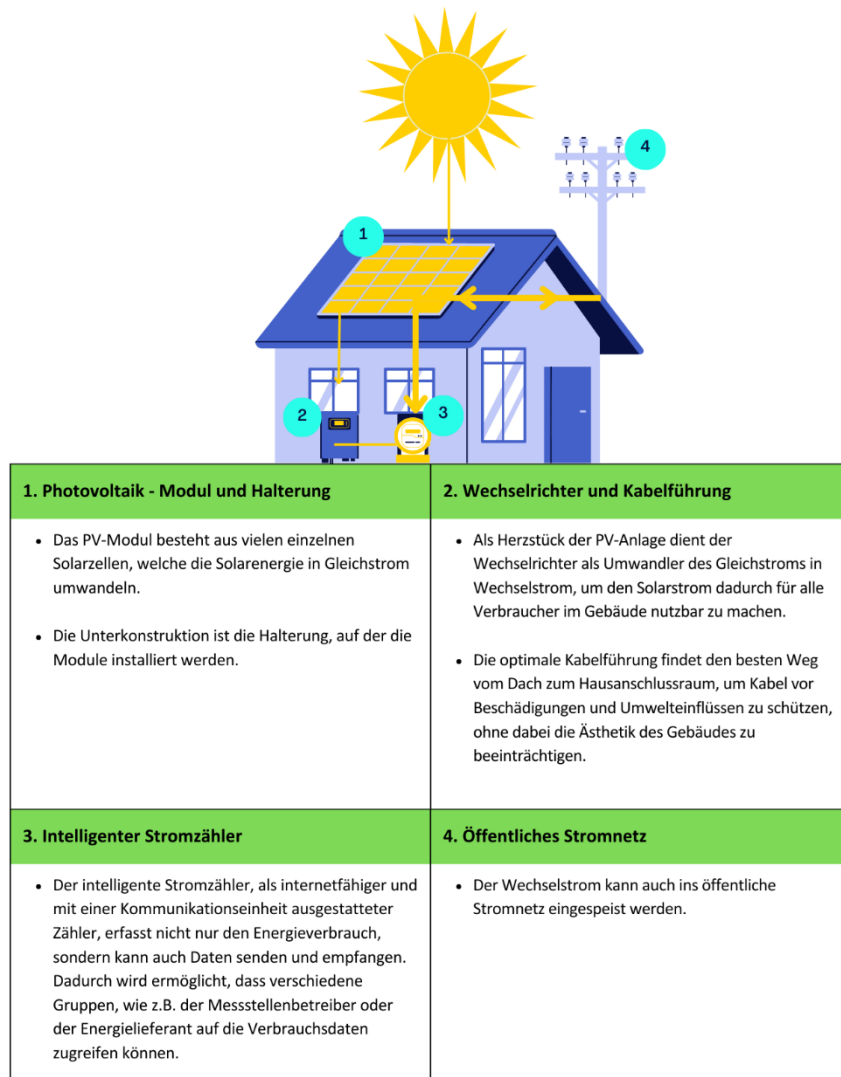 4
1
2
3
1. Photovoltaik - Modul und Halterung
• Das PV-Modul besteht aus vielen einzelnen
Solarzellen, welche die Solarenergie in Gleichstrom
umwandeln.
• Die Unterkonstruktion ist die Halterung, auf der die
Module installiert werden.
2. Wechselrichter und Kabelführung
• Als Herzstück der PV-Anlage dient der
Wechselrichter als Umwandler des Gleichstroms in
Wechselstrom, um den Solarstrom dadurch für alle
Verbraucher im Gebäude nutzbar zu machen.
• Die optimale Kabelführung findet den besten Weg
vom Dach zum Hausanschlussraum, um Kabel vor
Beschädigungen und Umwelteinflüssen zu schützen,
ohne dabei die Ästhetik des Gebäudes zu
beeinträchtigen.
3. Intelligenter Stromzähler
• Der intelligente Stromzähler, als internetfähiger und
mit einer Kommunikationseinheit ausgestatteter
Zähler, erfasst nicht nur den Energieverbrauch,
sondern kann auch Daten senden und empfangen.
Dadurch wird ermöglicht, dass verschiedene
Gruppen, wie z.B. der Messstellenbetreiber oder
der Energielieferant auf die Verbrauchsdaten
zugreifen können.
4. Öffentliches Stromnetz
• Der Wechselstrom kann auch ins öffentliche
Stromnetz eingespeist werden.